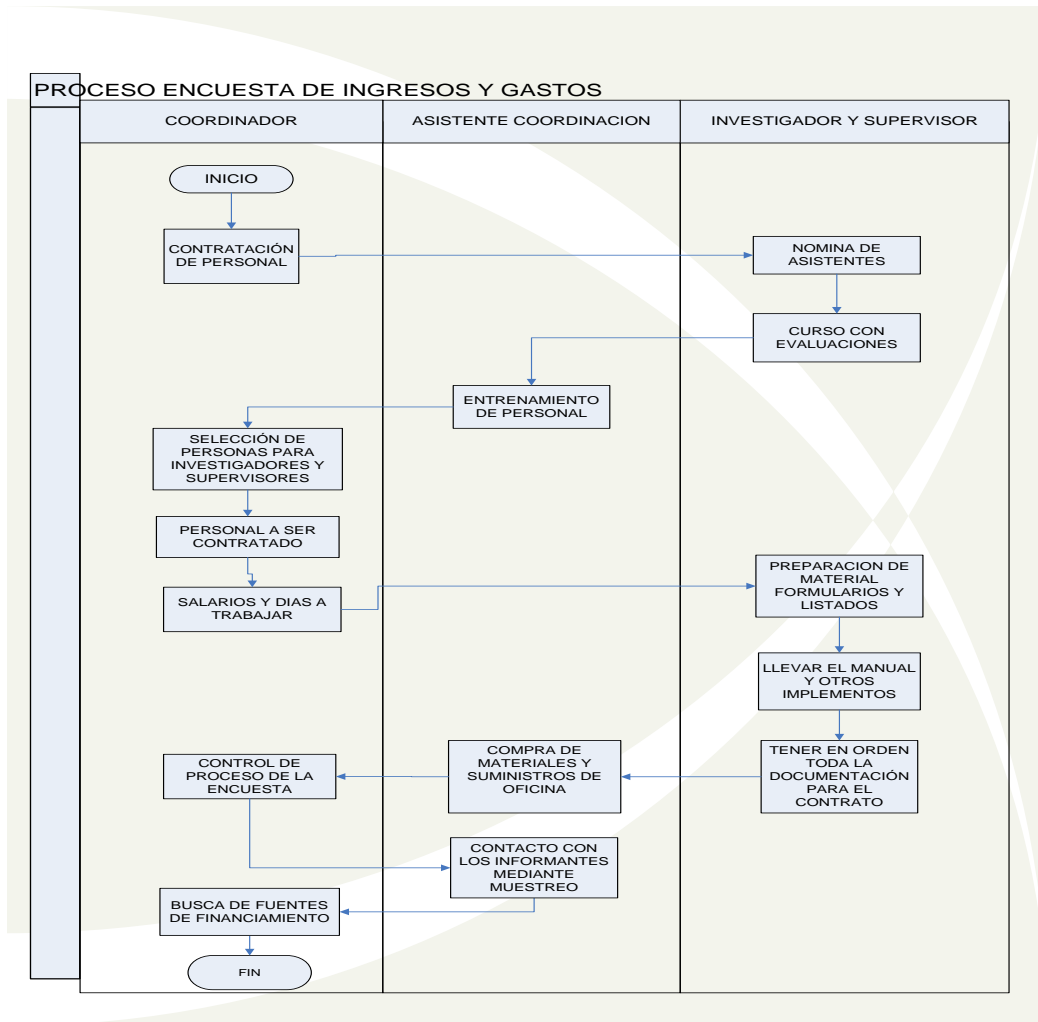 PROCESO ENCUESTA DE INGRESOS Y GASTOS
COORDINADOR
ASISTENTE COORDINACION
INVESTIGADOR Y SUPERVISOR
INICIO
CONTRATACIÓN
DE PERSONAL
NOMINA DE
ASISTENTES
CURSO CON
EVALUACIONES
ENTRENAMIENTO
DE PERSONAL
SELECCIÓN DE
PERSONAS PARA
INVESTIGADORES Y
SUPERVISORES
PERSONAL A SER
CONTRATADO
SALARIOS Y DIAS A
TRABAJAR
PREPARACION DE
MATERIAL
FORMULARIOS Y
LISTADOS
LLEVAR EL MANUAL
Y OTROS
IMPLEMENTOS
TENER EN ORDEN
TODA LA
DOCUMENTACIÓN
PARA EL
CONTRATO
COMPRA DE
MATERIALES Y
SUMINISTROS DE
OFICINA
CONTROL DE
PROCESO DE LA
ENCUESTA
CONTACTO CON
LOS INFORMANTES
MEDIANTE
MUESTREO
BUSCA DE FUENTES
DE FINANCIAMIENTO
FIN